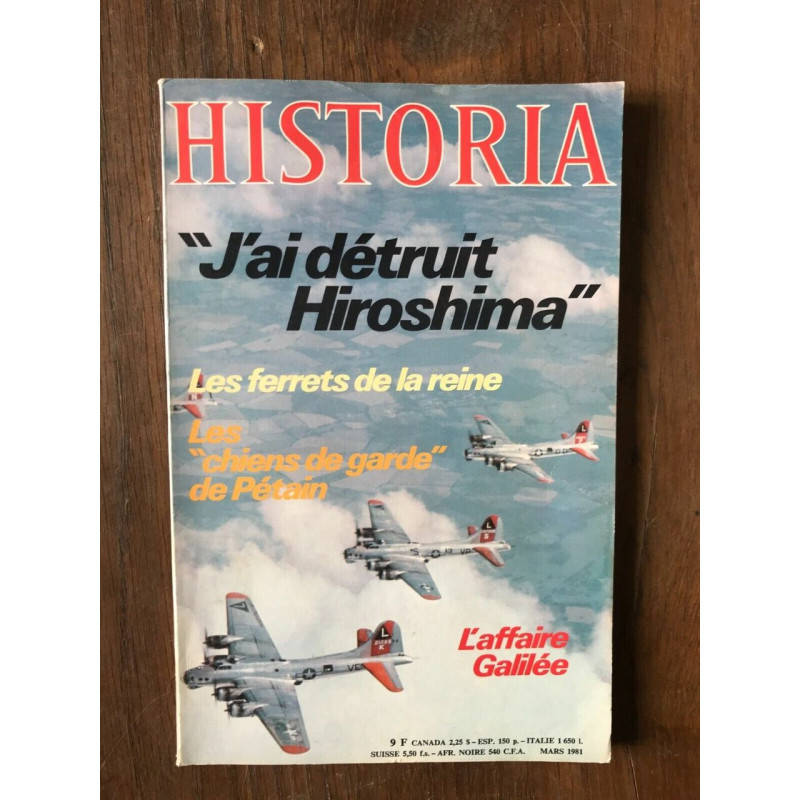 HISTORIA
"J'ai détruit
Hiroshima"
Les ferrets de la reine
Les
"chiens de garde"
de Pétain
L'affaire
Galilée
9 F CANADA 2,25 $ – ESP. 150 p. – ITALIE 1 650 l.
SUISSE 5,50 f.s. – AFR. NOIRE 540 C.F.A. MARS 1981